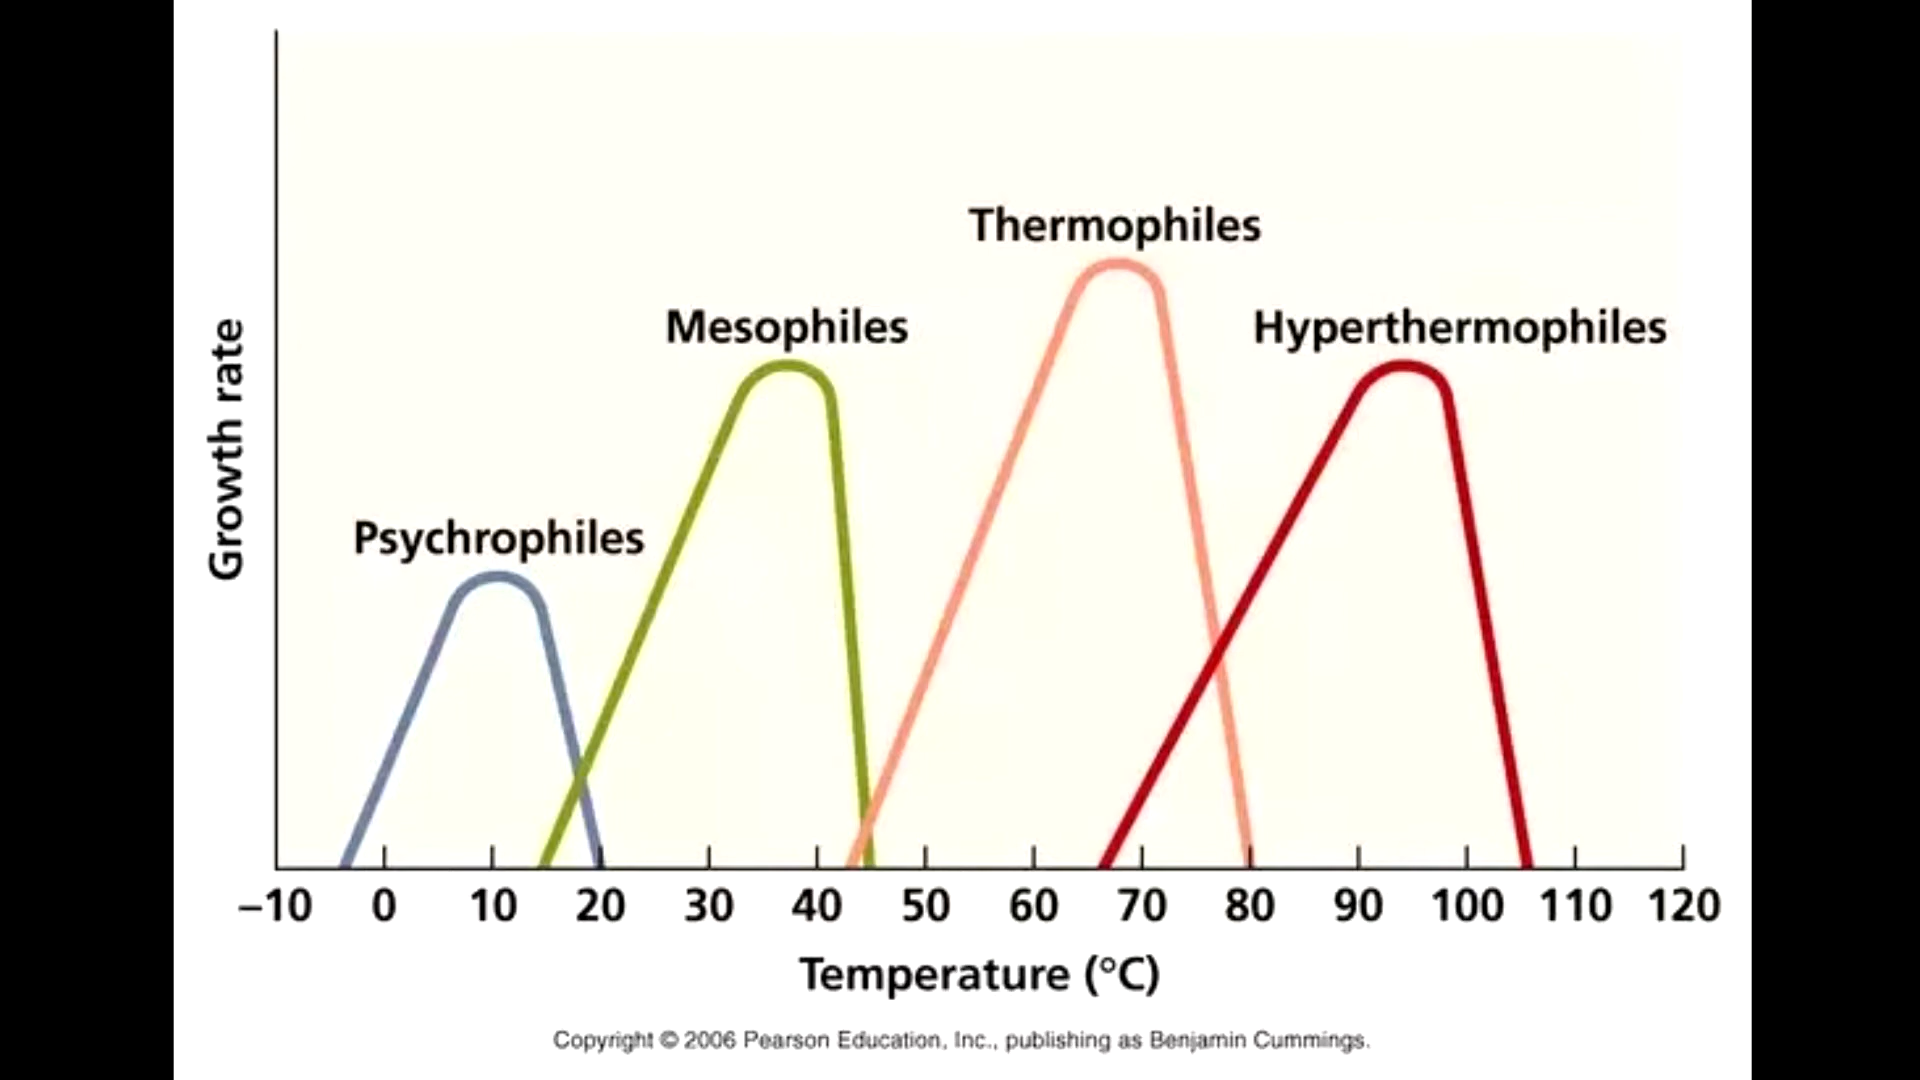 Thermophiles
Mesophiles
Hyperthermophiles
Psychrophiles
Growth rate
–10 0 10 20 30 40 50 60 70 80 90 100 110 120
Temperature (°C)
Copyright © 2006 Pearson Education, Inc., publishing as Benjamin Cummings.